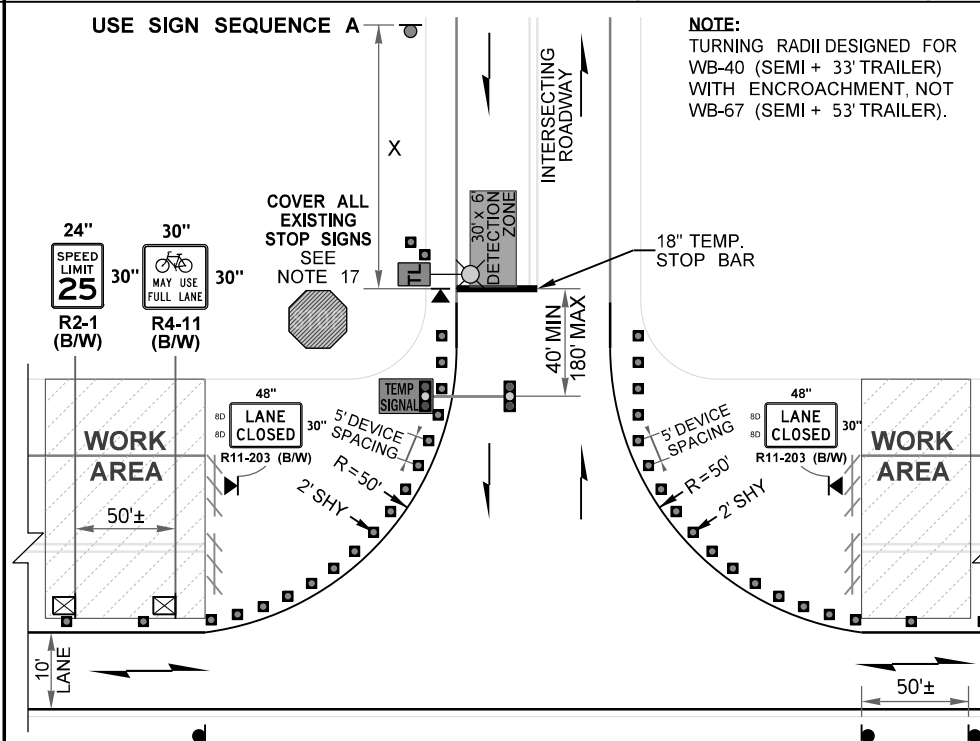 USE SIGN SEQUENCE A
NOTE:
TURNING RADII DESIGNED FOR
WB-40 (SEMI + 33' TRAILER)
WITH ENCROACHMENT, NOT
WB-67 (SEMI + 53' TRAILER).
INTERSECTING
ROADWAY
X
COVER ALL
EXISTING
STOP SIGNS
SEE
NOTE 17
STOP
30' x 6'
DETECTION
ZONE
TL
18" TEMP.
STOP BAR
24"
SPEED
LIMIT
25
30"
R2-1
(B/W)
30"
MAY USE
FULL LANE
30"
R4-11
(B/W)
40' MIN
180' MAX
TEMP
SIGNAL
48"
8D
8D
LANE
CLOSED
30"
R11-203 (B/W)
5' DEVICE
SPACING
R=50'
2' SHY
WORK
AREA
50'±
5' DEVICE
SPACING
R=50'
2' SHY
48"
8D
8D
LANE
CLOSED
30"
R11-203 (B/W)
WORK
AREA
10'
LANE
50'±